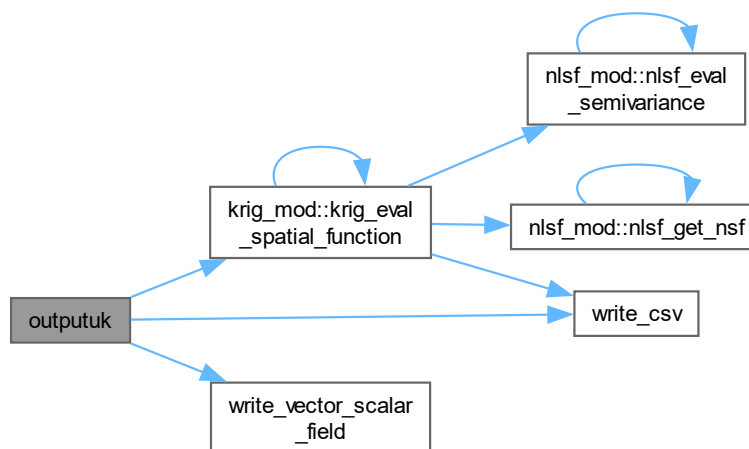 nlsf_mod::nlsf_eval
_semivariance
krig_mod::krig_eval
_spatial_function
nlsf_mod::nlsf_get_nsf
outputuk
write_csv
write_vector_scalar
_field